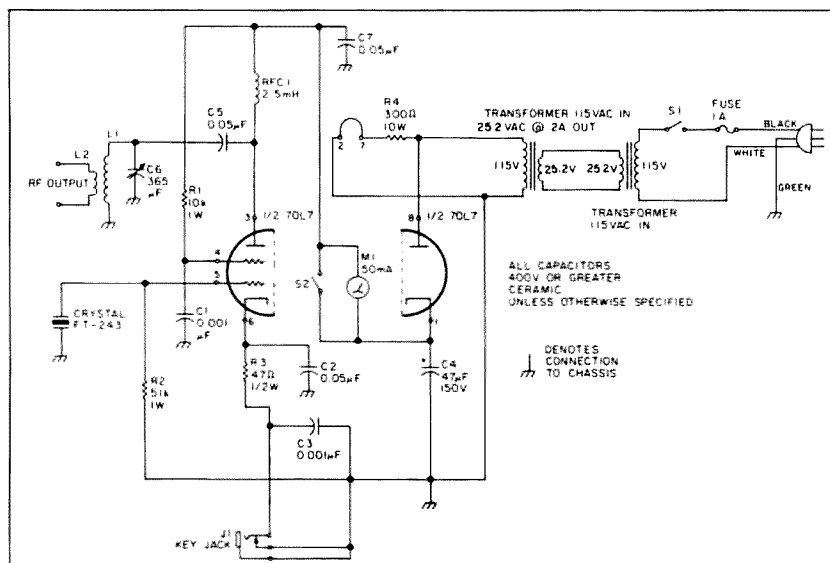 C7
0.05µF
RFC1
2.5mH
C5
0.05µF
L1
L2
RF OUTPUT
C6
365
µF
R1
10k
1W
3
1/2 70L7
4
5
6
CRYSTAL
FT-243
C1
0.001
µF
R2
51k
1W
R3
47Ω
1/2W
C2
0.05µF
C3
0.001µF
J1
KEY JACK
S2
M1
50mA
R4
300Ω
10W
2 7
8
1/2 70L7
1
C4
47µF
150V
+
TRANSFORMER 115VAC IN
25.2VAC @ 2A OUT
115V
25.2V
25.2V
115V
S1
FUSE
1A
BLACK
WHITE
GREEN
TRANSFORMER
115VAC IN
ALL CAPACITORS
400V OR GREATER
CERAMIC
UNLESS OTHERWISE SPECIFIED
DENOTES
CONNECTION
TO CHASSIS